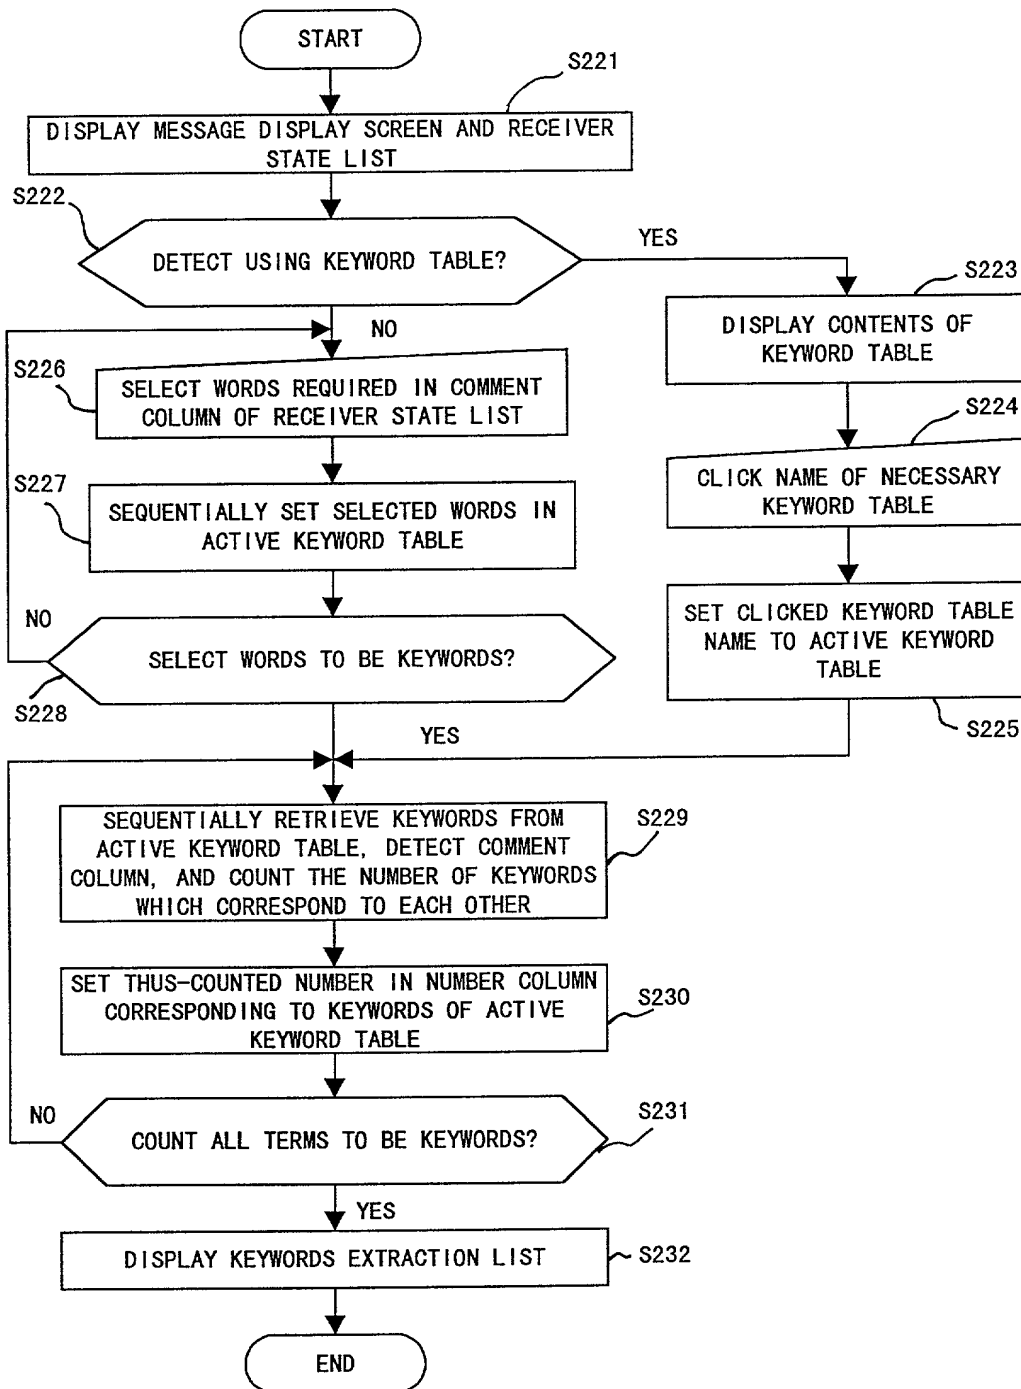 START
S221
DISPLAY MESSAGE DISPLAY SCREEN AND RECEIVER
STATE LIST
S222
DETECT USING KEYWORD TABLE?
YES
NO
S223
DISPLAY CONTENTS OF
KEYWORD TABLE
S226
SELECT WORDS REQUIRED IN COMMENT
COLUMN OF RECEIVER STATE LIST
S224
CLICK NAME OF NECESSARY
KEYWORD TABLE
S227
SEQUENTIALLY SET SELECTED WORDS IN
ACTIVE KEYWORD TABLE
SET CLICKED KEYWORD TABLE
NAME TO ACTIVE KEYWORD
TABLE
S225
NO
SELECT WORDS TO BE KEYWORDS?
S228
YES
SEQUENTIALLY RETRIEVE KEYWORDS FROM
ACTIVE KEYWORD TABLE, DETECT COMMENT
COLUMN, AND COUNT THE NUMBER OF KEYWORDS
WHICH CORRESPOND TO EACH OTHER
S229
SET THUS-COUNTED NUMBER IN NUMBER COLUMN
CORRESPONDING TO KEYWORDS OF ACTIVE
KEYWORD TABLE
S230
NO
COUNT ALL TERMS TO BE KEYWORDS?
S231
YES
DISPLAY KEYWORDS EXTRACTION LIST
S232
END